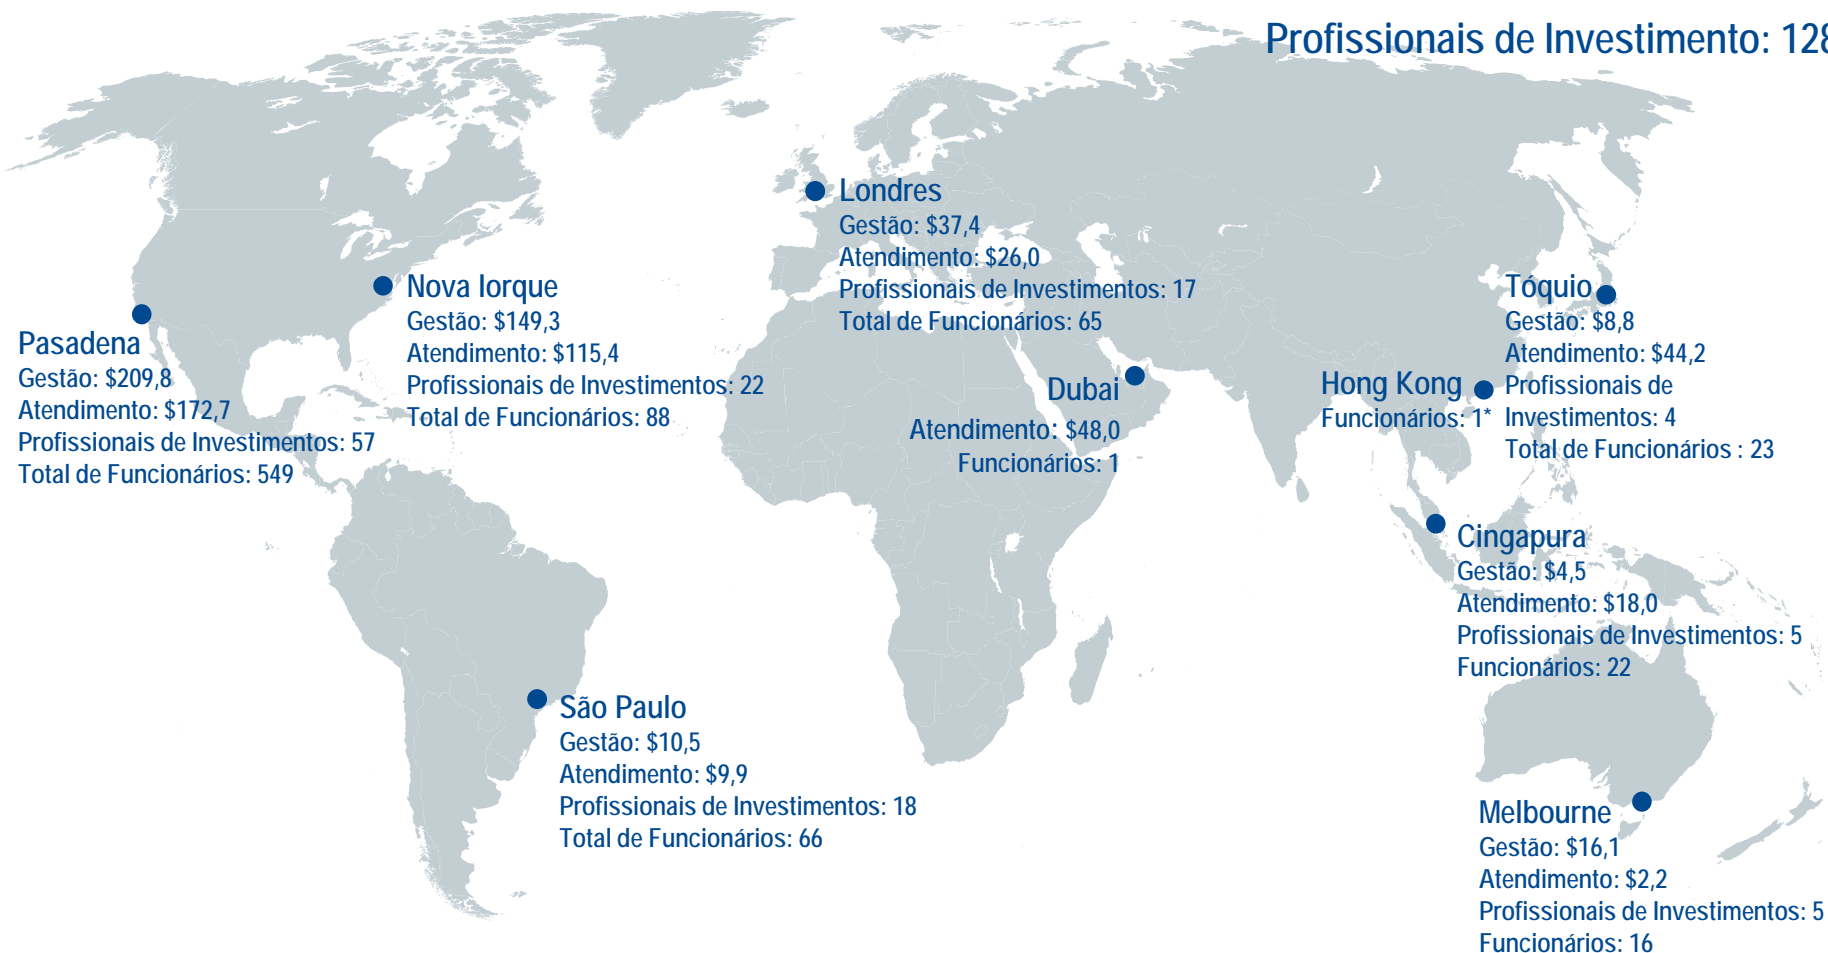 Profissionais de Investimento: 128
Londres
Gestão: $37,4
Atendimento: $26,0
Profissionais de Investimentos: 17
Total de Funcionários: 65
Nova Iorque
Gestão: $149,3
Atendimento: $115,4
Profissionais de Investimentos: 22
Total de Funcionários: 88
Pasadena
Gestão: $209,8
Atendimento: $172,7
Profissionais de Investimentos: 57
Total de Funcionários: 549
Dubai
Atendimento: $48,0
Funcionários: 1
Hong Kong
Funcionários: 1*
Tóquio
Gestão: $8,8
Atendimento: $44,2
Profissionais de
Investimentos: 4
Total de Funcionários : 23
Cingapura
Gestão: $4,5
Atendimento: $18,0
Profissionais de Investimentos: 5
Funcionários: 22
São Paulo
Gestão: $10,5
Atendimento: $9,9
Profissionais de Investimentos: 18
Total de Funcionários: 66
Melbourne
Gestão: $16,1
Atendimento: $2,2
Profissionais de Investimentos: 5
Funcionários: 16